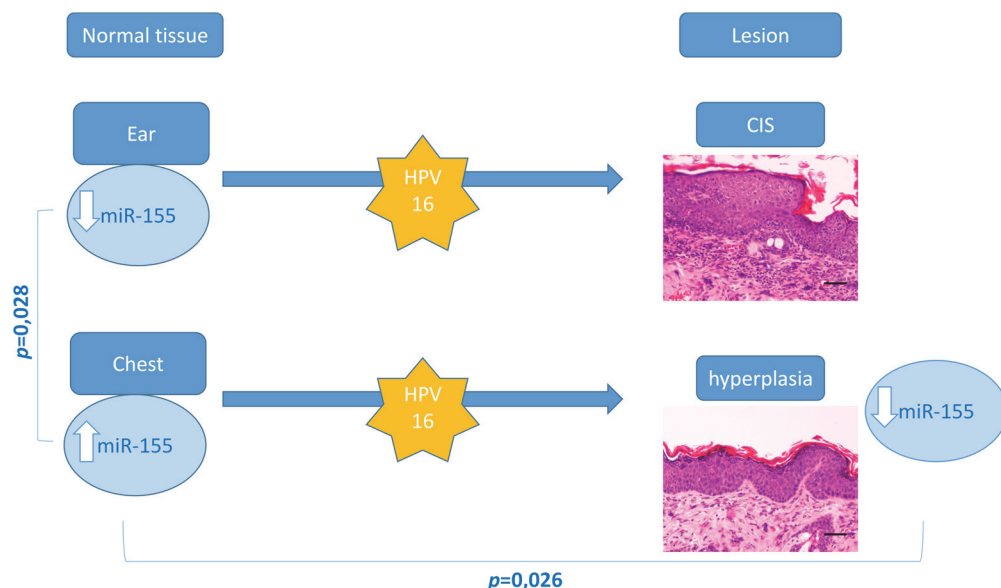 Normal tissue
Lesion
Ear
CIS
miR-155
HPV
16
p=0,028
Chest
hyperplasia
miR-155
HPV
16
miR-155
p=0,026